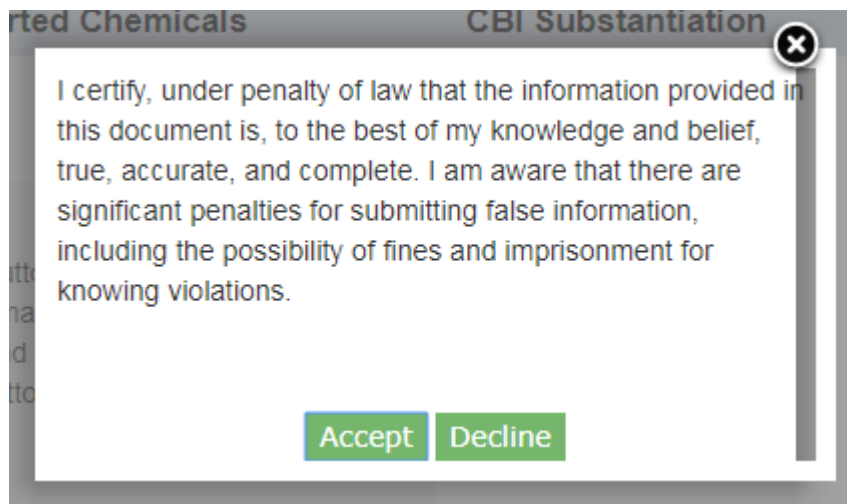 rted Chemicals CBI Substantiation
I certify, under penalty of law that the information provided in
this document is, to the best of my knowledge and belief,
true, accurate, and complete. I am aware that there are
significant penalties for submitting false information,
including the possibility of fines and imprisonment for
knowing violations.
Accept Decline